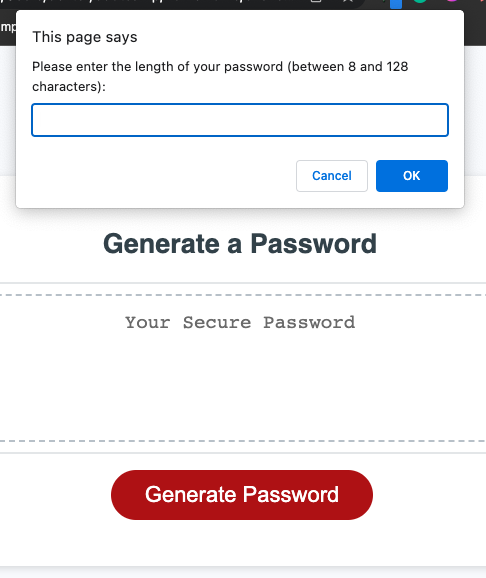 This page says
Please enter the length of your password (between 8 and 128
characters):
Cancel
OK
Generate a Password
Your Secure Password
Generate Password